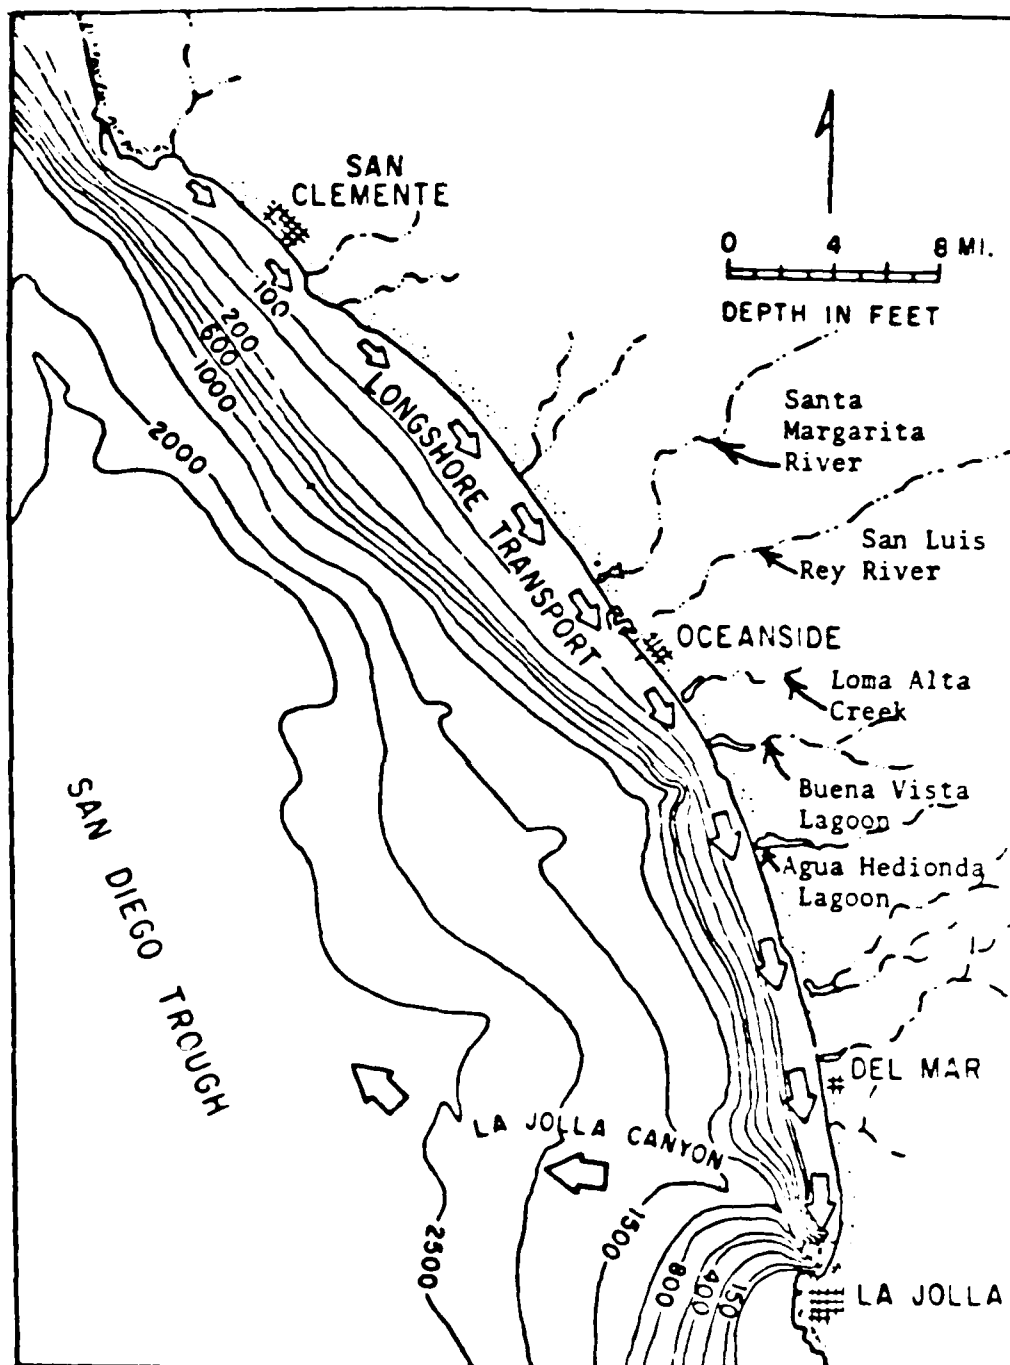 SAN
CLEMENTE
0 4 8 MI.
DEPTH IN FEET
100
200
600
1000
2000
LONGSHORE TRANSPORT
Santa
Margarita
River
San Luis
Rey River
OCEANSIDE
Loma Alta
Creek
Buena Vista
Lagoon
Agua Hedionda
Lagoon
SAN DIEGO TROUGH
DEL MAR
LA JOLLA CANYON
2500
1500
800
400
150
LA JOLLA